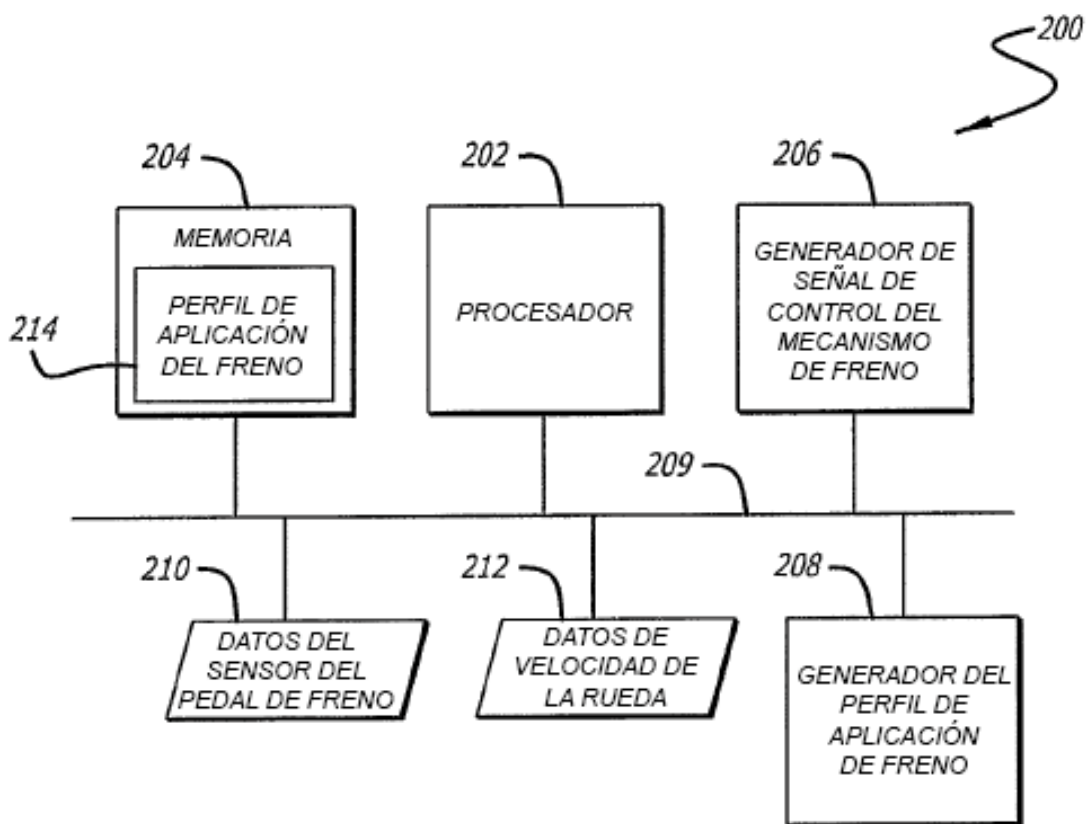 200
204
202
206
MEMORIA
PERFIL DE
APLICACIÓN
DEL FRENO
214
PROCESADOR
GENERADOR DE
SEÑAL DE
CONTROL DEL
MECANISMO
DE FRENO
209
210
212
208
DATOS DEL
SENSOR DEL
PEDAL DE FRENO
DATOS DE
VELOCIDAD DE
LA RUEDA
GENERADOR DEL
PERFIL DE
APLICACIÓN
DE FRENO